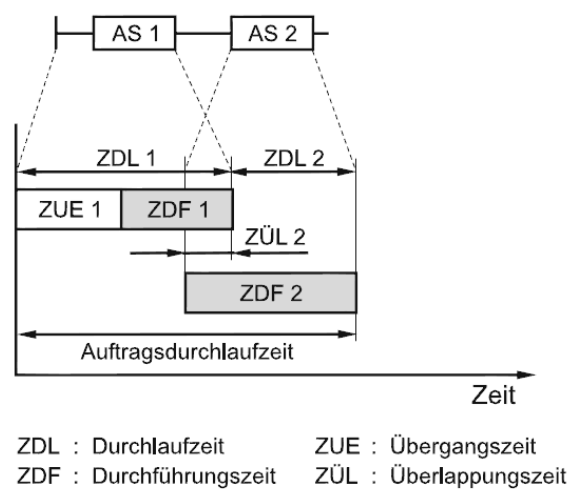 AS 1 AS 2
ZDL 1 ZDL 2
ZUE 1 ZDF 1
ZÜL 2
ZDF 2
Auftragsdurchlaufzeit
Zeit
ZDL : Durchlaufzeit ZUE : Übergangszeit
ZDF : Durchführungszeit ZÜL : Überlappungszeit